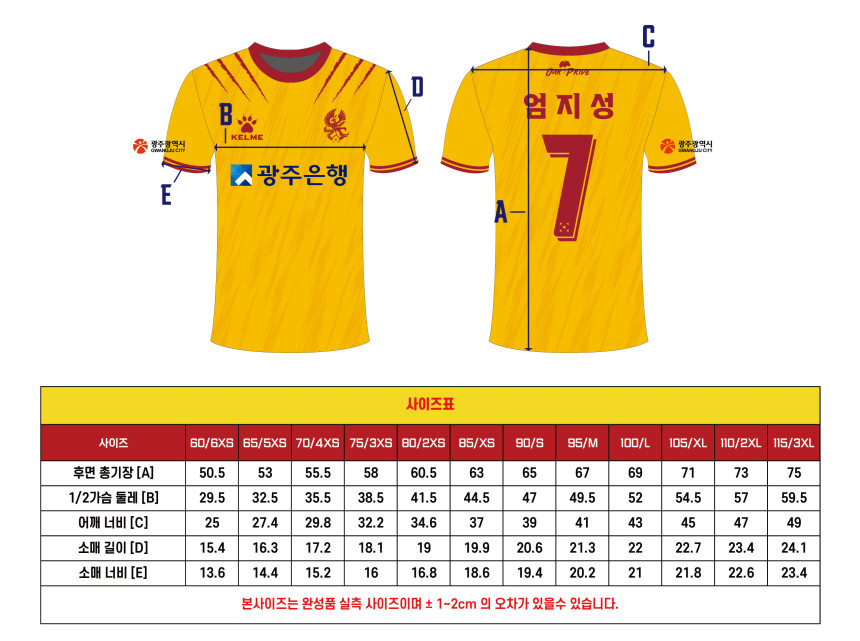 C
OUR PRIDE
D
B
엄지성
KELME
광주광역시
GWANGJU CITY
광주광역시
GWANGJU CITY
7
광주은행
E
A
사이즈표
사이즈 60/6XS 65/5XS 70/4XS 75/3XS 80/2XS 85/XS 90/S 95/M 100/L 105/XL 110/2XL 115/3XL
후면 총기장 [A] 50.5 53 55.5 58 60.5 63 65 67 69 71 73 75
1/2가슴 둘레 [B] 29.5 32.5 35.5 38.5 41.5 44.5 47 49.5 52 54.5 57 59.5
어깨 너비 [C] 25 27.4 29.8 32.2 34.6 37 39 41 43 45 47 49
소매 길이 [D] 15.4 16.3 17.2 18.1 19 19.9 20.6 21.3 22 22.7 23.4 24.1
소매 너비 [E] 13.6 14.4 15.2 16 16.8 18.6 19.4 20.2 21 21.8 22.6 23.4
본사이즈는 완성품 실측 사이즈이며 ± 1~2cm 의 오차가 있을수 있습니다.